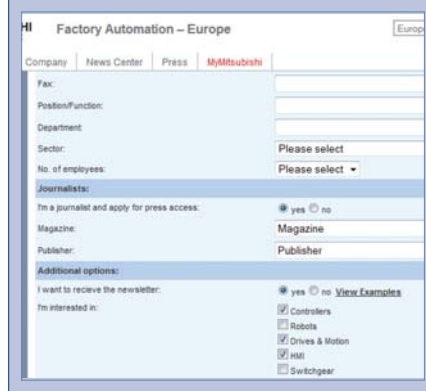 HI Factory Automation – Europe Europ
Company News Center Press MyMitsubishi
Fax:
Position/Function:
Department:
Sector: Please select
No. of employees: Please select
Journalists:
I'm a journalist and apply for press access: yes no
Magazine: Magazine
Publisher: Publisher
Additional options:
I want to recieve the newsletter: yes no View Examples
I'm interested in: Controllers
Robots
Drives & Motion
HMI
Switchgear